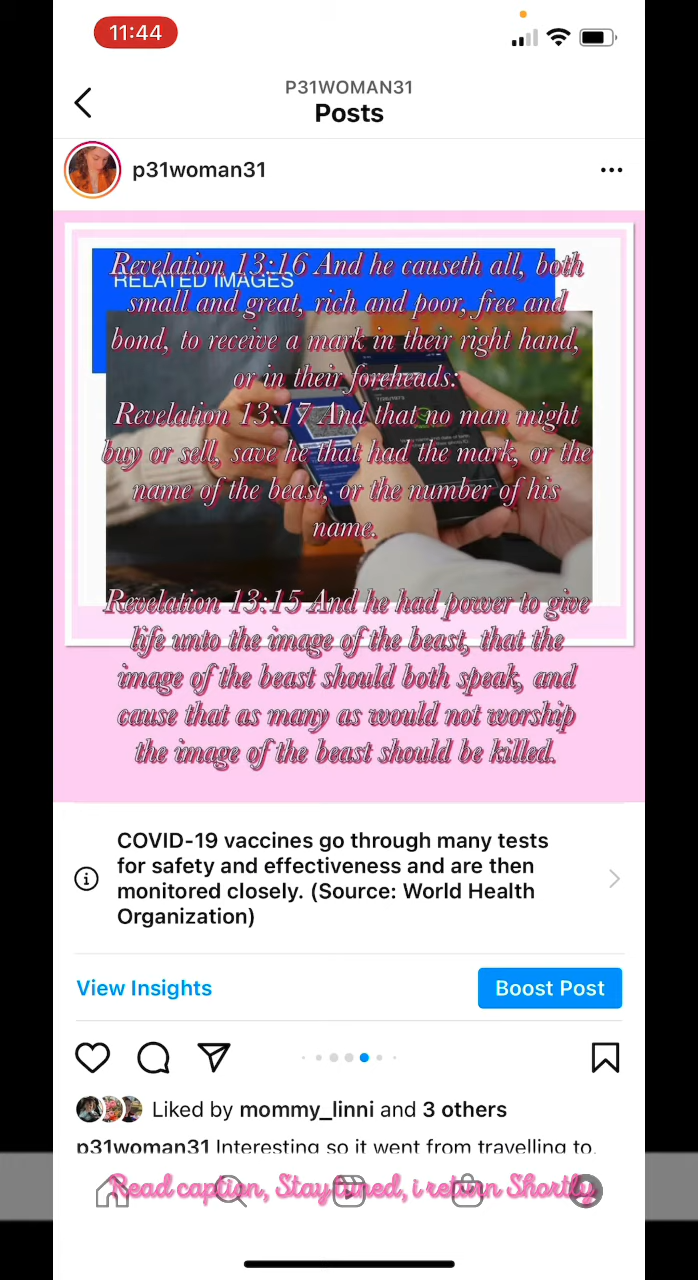 11:44
P31WOMAN31
Posts
p31woman31
RELATED IMAGES
Revelation 13:16 And he causeth all, both
small and great, rich and poor, free and
bond, to receive a mark in their right hand,
or in their foreheads:
Revelation 13:17 And that no man might
buy or sell, save he that had the mark, or the
name of the beast, or the number of his
name.
Revelation 13:15 And he had power to give
life unto the image of the beast, that the
image of the beast should both speak, and
cause that as many as would not worship
the image of the beast should be killed.
COVID-19 vaccines go through many tests
for safety and effectiveness and are then
monitored closely. (Source: World Health
Organization)
View Insights
Boost Post
Liked by mommy_linni and 3 others
p31woman31 Interesting so it went from travelling to,
Read caption, Stay tuned, i return Shortly